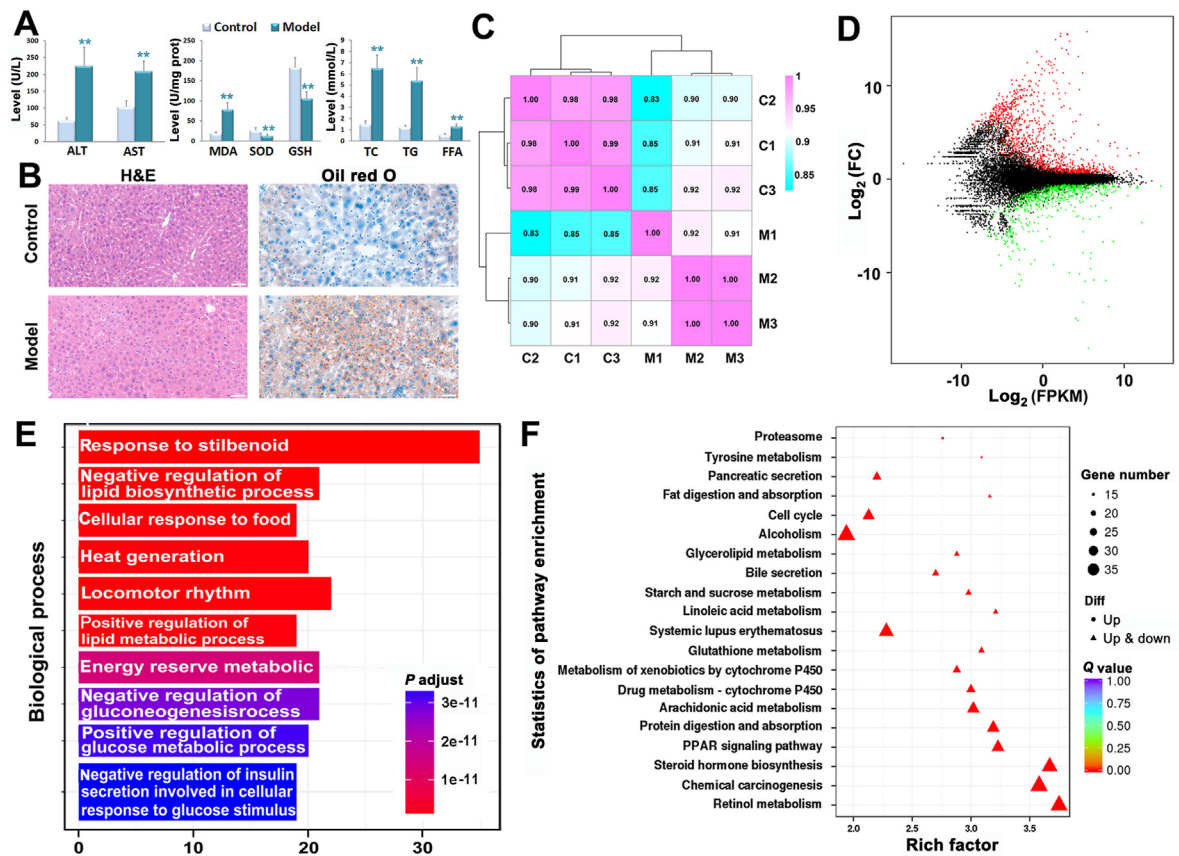 A
Control Model
Level (U/L)
300
250
200
150
100
50
0
**
**
ALT AST
Level (U/mg prot)
300
250
200
150
100
50
0
**
**
**
MDA SOD GSH
Level (mmol/L)
9
8
7
6
5
4
3
2
1
0
**
**
**
TC TG FFA
B
H&E Oil red O
Control
Model
C
1.00 0.98 0.98 0.83 0.90 0.90 C2
0.98 1.00 0.99 0.85 0.91 0.91 C1
0.98 0.99 1.00 0.85 0.92 0.92 C3
0.83 0.85 0.85 1.00 0.92 0.91 M1
0.90 0.91 0.92 0.92 1.00 1.00 M2
0.90 0.91 0.92 0.91 1.00 1.00 M3
C2 C1 C3 M1 M2 M3
1
0.95
0.9
0.85
D
Log2 (FC)
10
0
-10
-10 0 10
Log2 (FPKM)
E
Biological process
Response to stilbenoid
Negative regulation of
lipid biosynthetic process
Cellular response to food
Heat generation
Locomotor rhythm
Positive regulation of
lipid metabolic process
Energy reserve metabolic
Negative regulation of
gluconeogenesisrocess
Positive regulation of
glucose metabolic process
Negative regulation of insulin
secretion involved in cellular
response to glucose stimulus
P adjust
3e-11
2e-11
1e-11
0 10 20 30
F
Statistics of pathway enrichment
Proteasome
Tyrosine metabolism
Pancreatic secretion
Fat digestion and absorption
Cell cycle
Alcoholism
Glycerolipid metabolism
Bile secretion
Starch and sucrose metabolism
Linoleic acid metabolism
Systemic lupus erythematosus
Glutathione metabolism
Metabolism of xenobiotics by cytochrome P450
Drug metabolism - cytochrome P450
Arachidonic acid metabolism
Protein digestion and absorption
PPAR signaling pathway
Steroid hormone biosynthesis
Chemical carcinogenesis
Retinol metabolism
2.0 2.5 3.0 3.5
Rich factor
Gene number
15
20
25
30
35
Diff
Up
Up & down
Q value
1.00
0.75
0.50
0.25
0.00